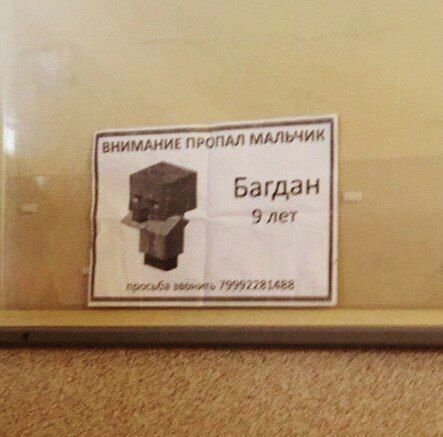 ВНИМАНИЕ ПРОПАЛ МАЛЬЧИК
Багдан
9 лет
просьба звонить 79992281488